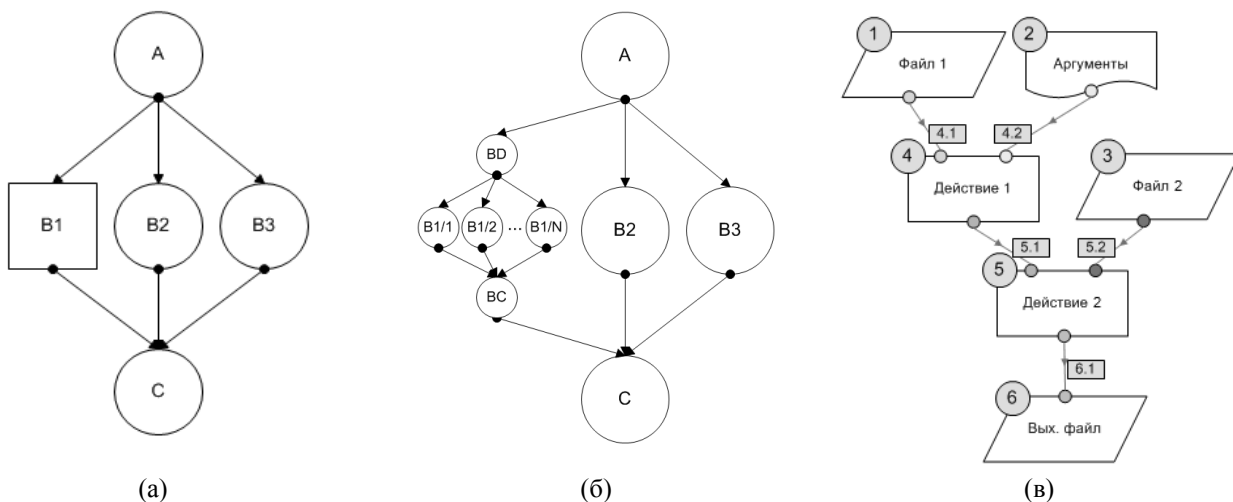 A
B1
B2
B3
C
(а)
A
BD
B1/1
B1/2
...
B1/N
B2
B3
BC
C
(б)
1
Файл 1
2
Аргументы
4.1
4.2
4
Действие 1
3
Файл 2
5.1
5.2
5
Действие 2
6.1
6
Вых. файл
(в)